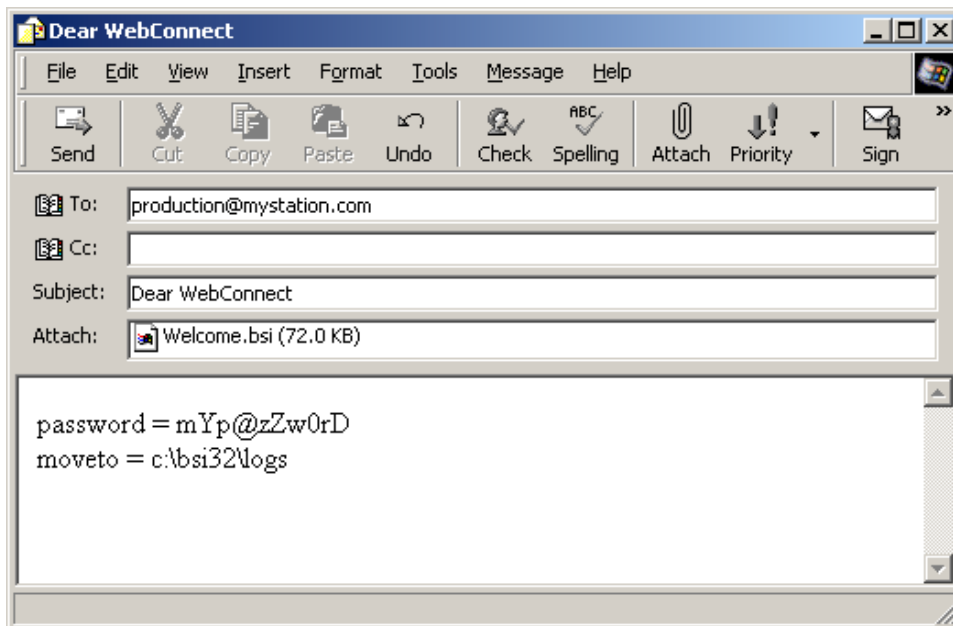 Dear WebConnect
File Edit View Insert Format Tools Message Help
ABC
Send Cut Copy Paste Undo Check Spelling Attach Priority Sign »
To: production@mystation.com
Cc:
Subject: Dear WebConnect
Attach: Welcome.bsi (72.0 KB)
password = mYp@zZw0rD
moveto = c:\bsi32\logs